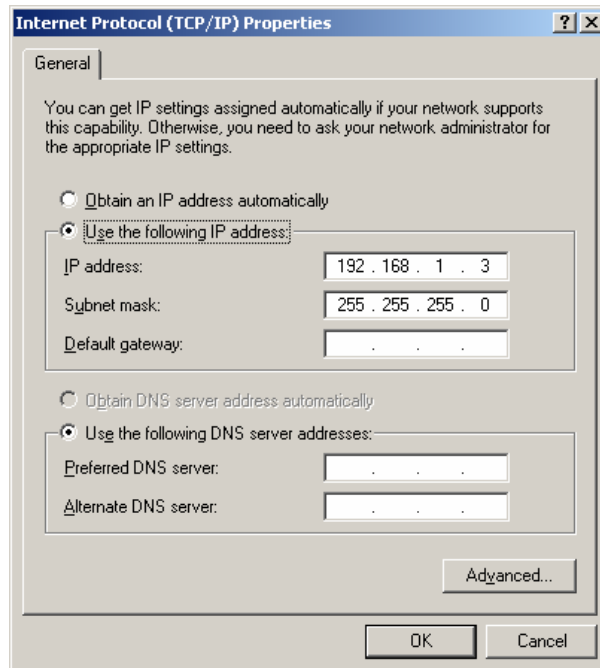 Internet Protocol (TCP/IP) Properties
General
You can get IP settings assigned automatically if your network supports
this capability. Otherwise, you need to ask your network administrator for
the appropriate IP settings.
Obtain an IP address automatically
Use the following IP address:
IP address: 192 . 168 . 1 . 3
Subnet mask: 255 . 255 . 255 . 0
Default gateway: . . .
Obtain DNS server address automatically
Use the following DNS server addresses:
Preferred DNS server: . . .
Alternate DNS server: . . .
Advanced...
OK Cancel